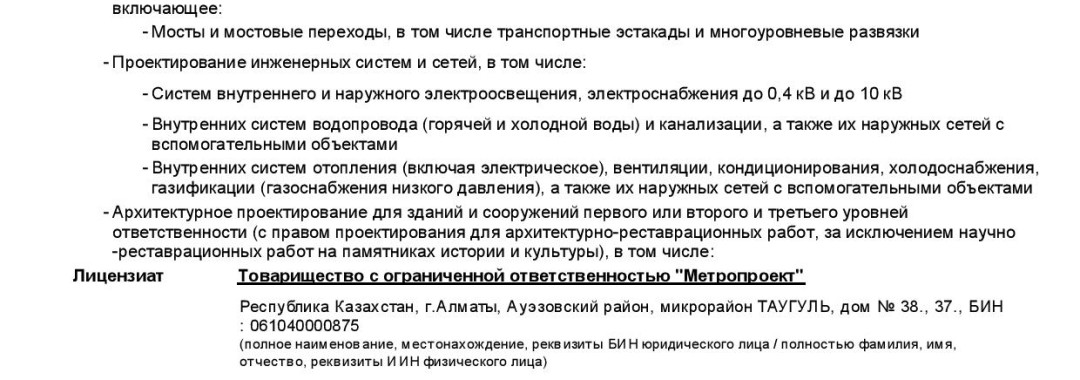 включающее:
- Мосты и мостовые переходы, в том числе транспортные эстакады и многоуровневые развязки
- Проектирование инженерных систем и сетей, в том числе:
- Систем внутреннего и наружного электроосвещения, электроснабжения до 0,4 кВ и до 10 кВ
- Внутренних систем водопровода (горячей и холодной воды) и канализации, а также их наружных сетей с
вспомогательными объектами
- Внутренних систем отопления (включая электрическое), вентиляции, кондиционирования, холодоснабжения,
газификации (газоснабжения низкого давления), а также их наружных сетей с вспомогательными объектами
- Архитектурное проектирование для зданий и сооружений первого или второго и третьего уровней
ответственности (с правом проектирования для архитектурно-реставрационных работ, за исключением научно
-реставрационных работ на памятниках истории и культуры), в том числе:
Лицензиат Товарищество с ограниченной ответственностью "Метропроект"
Республика Казахстан, г.Алматы, Ауэзовский район, микрорайон ТАУГУЛЬ, дом № 38., 37., БИН
: 061040000875
(полное наименование, местонахождение, реквизиты БИН юридического лица / полностью фамилия, имя,
отчество, реквизиты ИИН физического лица)